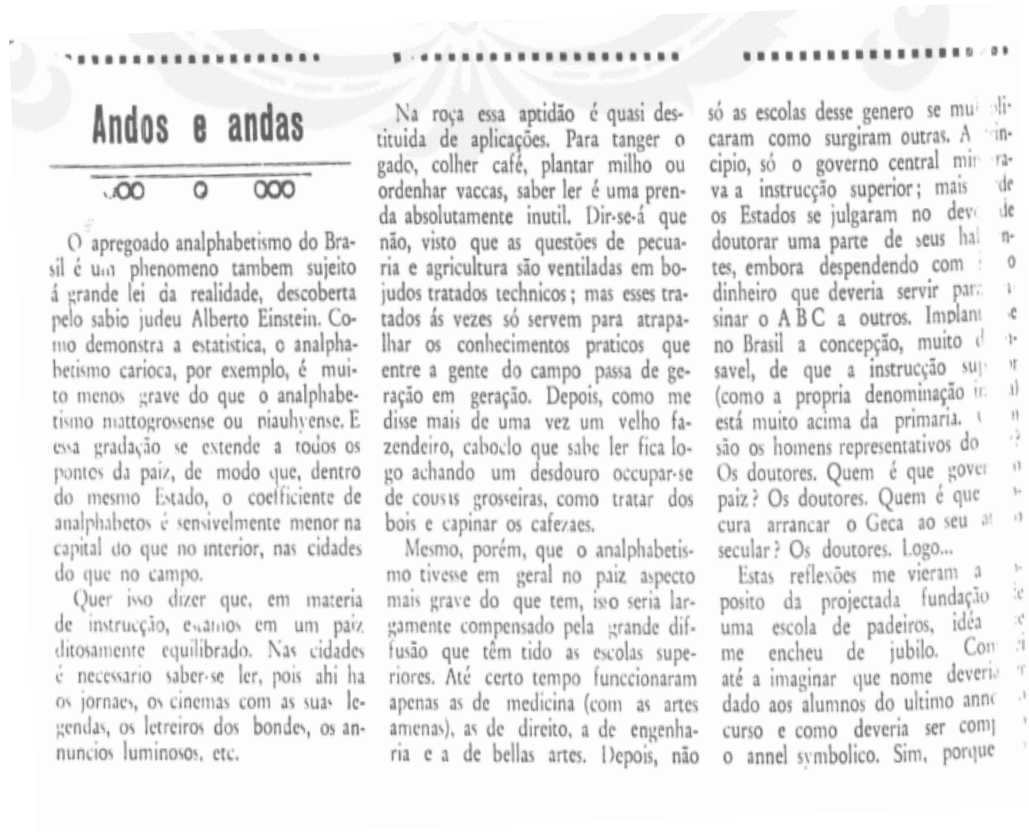 Andos e andas
O apregoado analphabetismo do Bra-
sil é um phenomeno tambem sujeito
á grande lei da realidade, descoberta
pelo sabio judeu Alberto Einstein. Co-
mo demonstra a estatistica, o analpha-
betismo carioca, por exemplo, é mui-
to menos grave do que o analphabe-
tismo mattogrossense ou piauhyense. E
essa gradação se extende a todos os
pontos da paiz, de modo que, dentro
do mesmo Estado, o coefficiente de
analphabetos é sensivelmente menor na
capital do que no interior, nas cidades
do que no campo.
Quer isso dizer que, em materia
de instrucção, estamos em um paiz
ditosamente equilibrado. Nas cidades
é necessario saber-se ler, pois ahi ha
os jornaes, os cinemas com as suas le-
gendas, os letreiros dos bondes, os an-
nuncios luminosos, etc.
Na roça essa aptidão é quasi des-
tituida de aplicações. Para tanger o
gado, colher café, plantar milho ou
ordenhar vaccas, saber ler é uma pren-
da absolutamente inutil. Dir-se-á que
não, visto que as questões de pecua-
ria e agricultura são ventiladas em bo-
judos tratados technicos; mas esses tra-
tados ás vezes só servem para atrapa-
lhar os conhecimentos praticos que
entre a gente do campo passa de ge-
ração em geração. Depois, como me
disse mais de uma vez um velho fa-
zendeiro, caboclo que sabe ler fica lo-
go achando um desdouro occupar-se
de cousas grosseiras, como tratar dos
bois e capinar os cafezaes.
Mesmo, porém, que o analphabetis-
mo tivesse em geral no paiz aspecto
mais grave do que tem, isso seria lar-
gamente compensado pela grande dif-
fusão que têm tido as escolas supe-
riores. Até certo tempo funccionaram
apenas as de medicina (com as artes
amenas), as de direito, a de engenha-
ria e a de bellas artes. Depois, não
só as escolas desse genero se
caram como surgiram outras. A
cipio, só o governo central
va a instrucção superior; mais de
os Estados se julgaram no de
doutorar uma parte de seus
tes, embora despendendo com o
dinheiro que deveria servir
sinar o A B C a outros.
no Brasil a concepção, muito
savel, de que a instrucção
(como a propria denominação
está muito acima da primaria.
são os homens representativos do
Os doutores. Quem é que
paiz? Os doutores. Quem é que
cura arrancar o Geca ao seu
secular? Os doutores. Logo...
Estas reflexões me vieram a
posito da projectada fundação
uma escola de padeiros, idéa
me encheu de jubilo.
até a imaginar que nome
dado aos alumnos do ultimo
curso e como deveria ser
o annel symbolico. Sim, porque